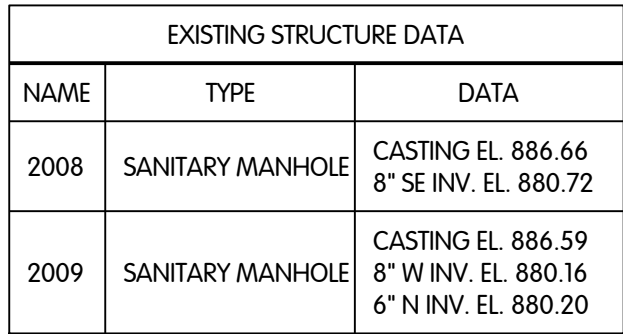 EXISTING STRUCTURE DATA
NAME TYPE DATA
2008 SANITARY MANHOLE CASTING EL. 886.66
8" SE INV. EL. 880.72
2009 SANITARY MANHOLE CASTING EL. 886.59
8" W INV. EL. 880.16
6" N INV. EL. 880.20